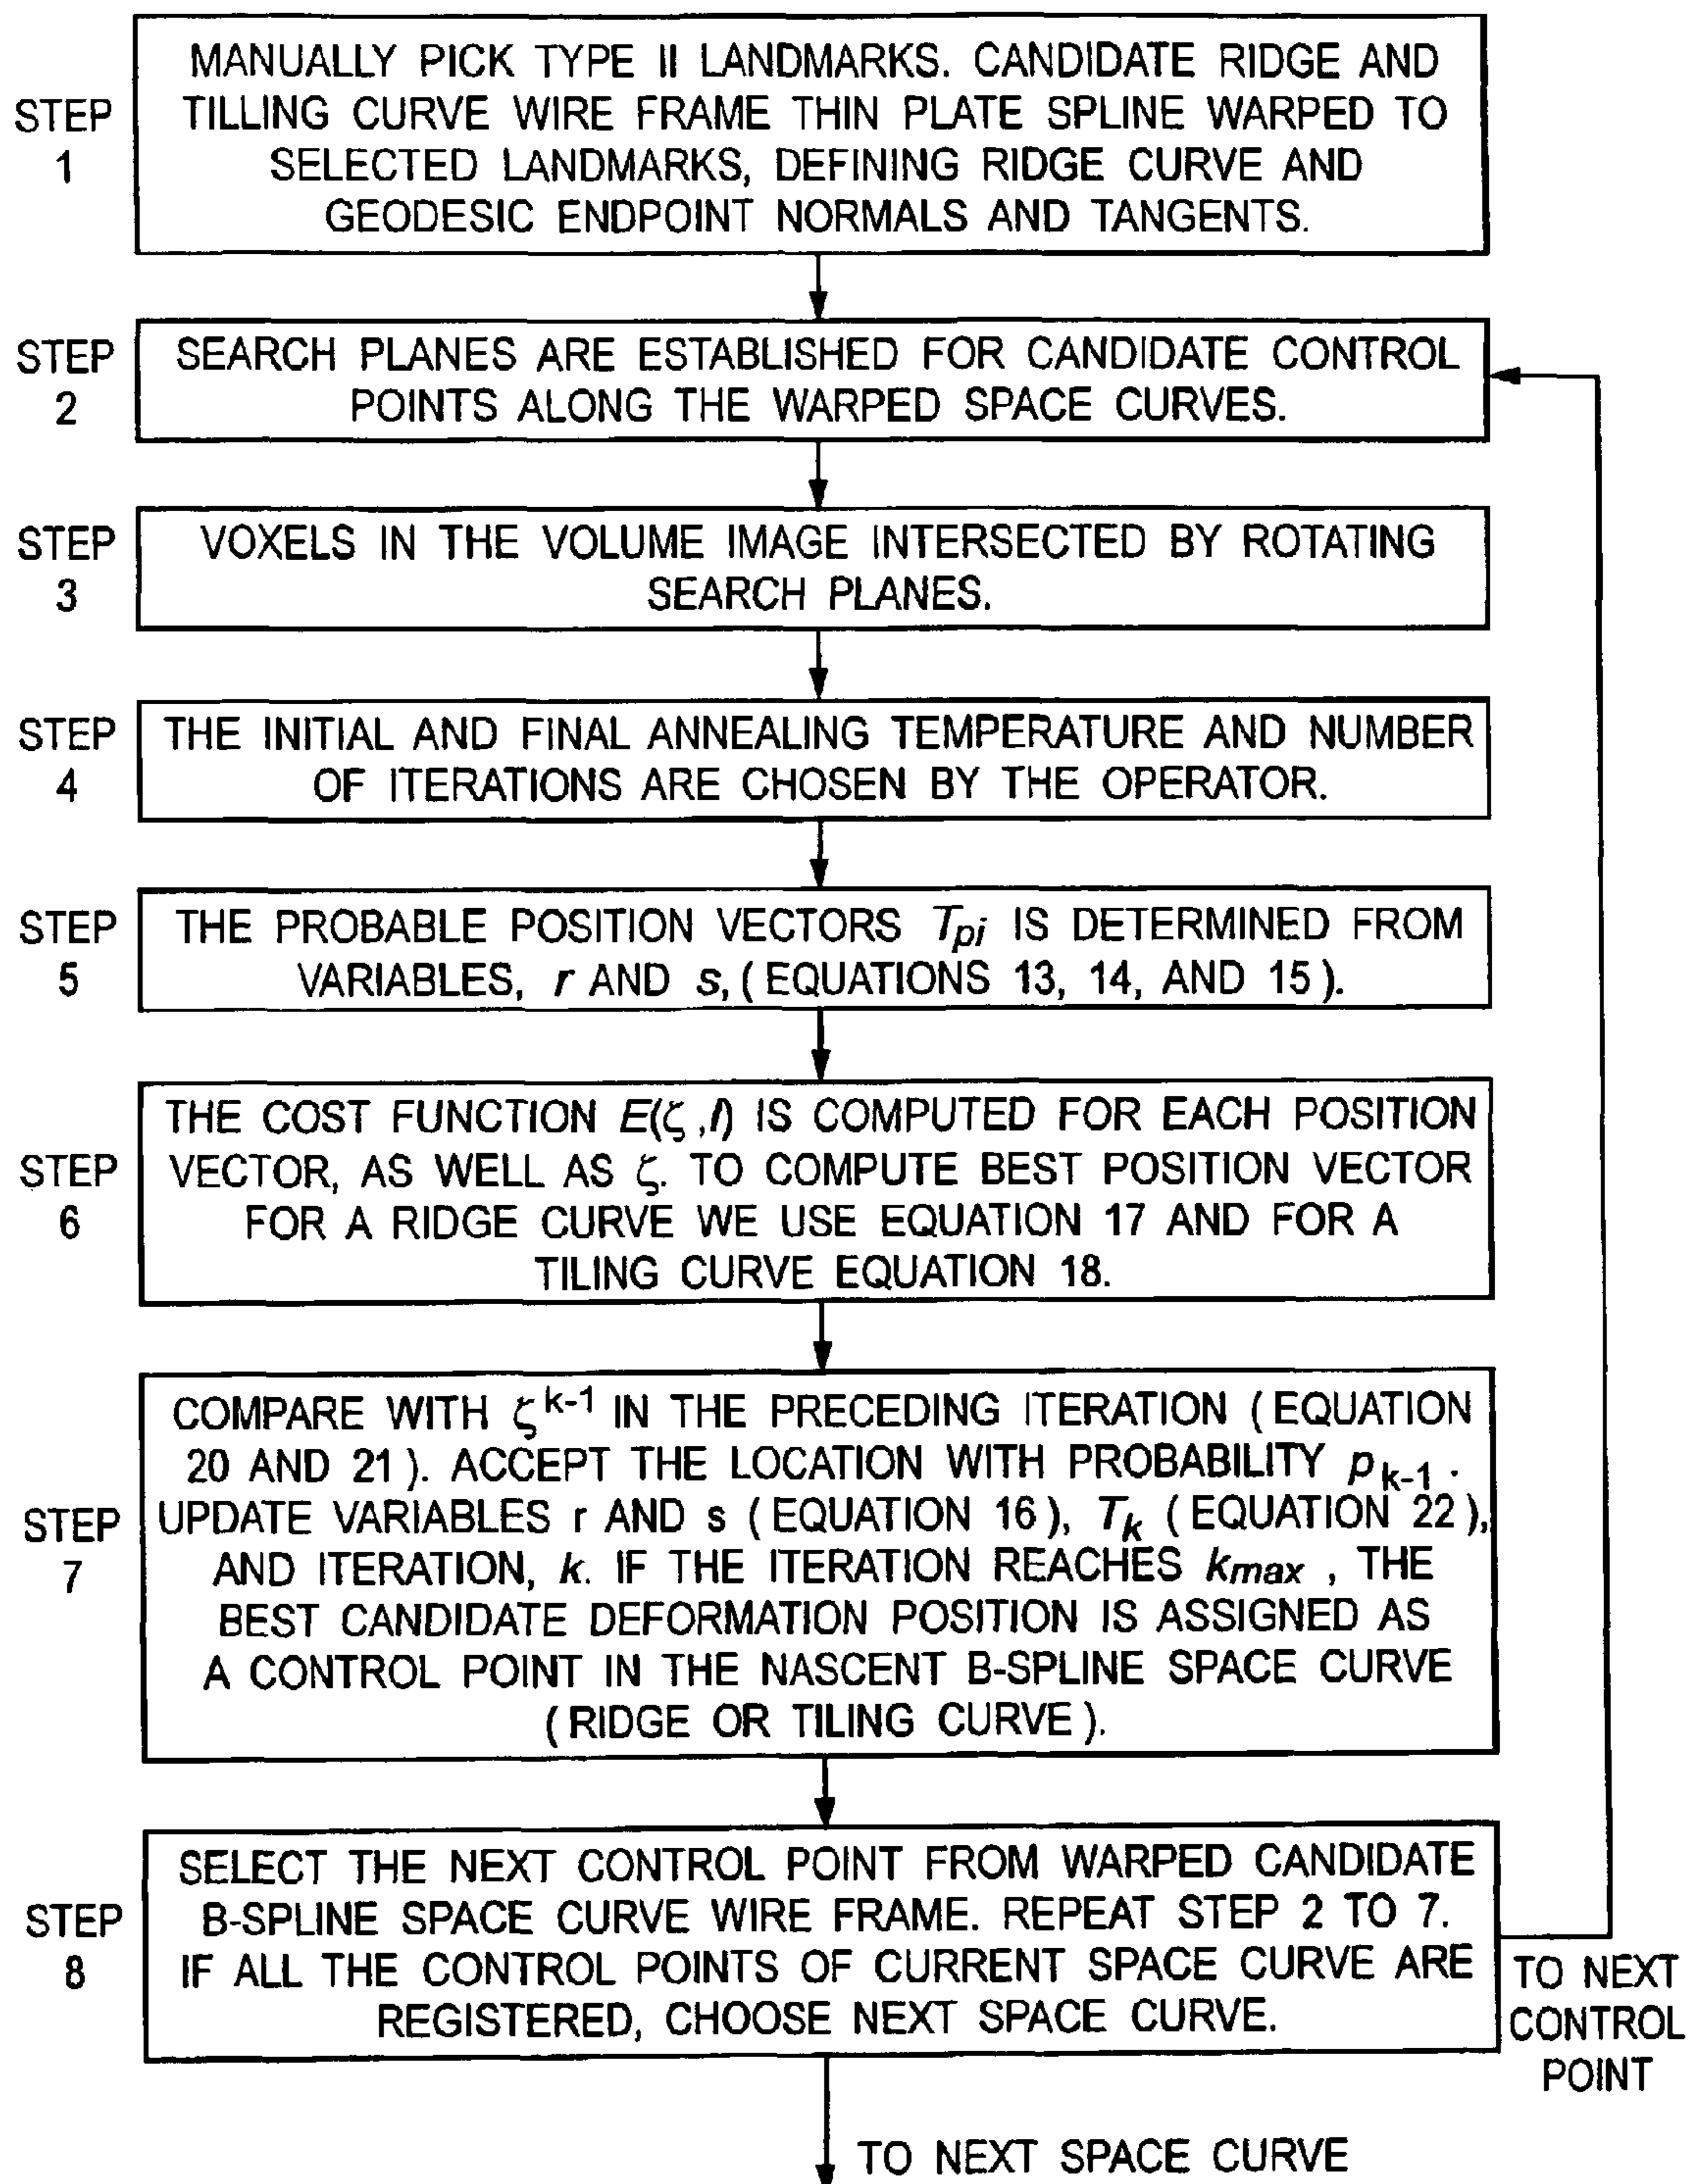 STEP
1
MANUALLY PICK TYPE II LANDMARKS. CANDIDATE RIDGE AND
TILLING CURVE WIRE FRAME THIN PLATE SPLINE WARPED TO
SELECTED LANDMARKS, DEFINING RIDGE CURVE AND
GEODESIC ENDPOINT NORMALS AND TANGENTS.
STEP
2
SEARCH PLANES ARE ESTABLISHED FOR CANDIDATE CONTROL
POINTS ALONG THE WARPED SPACE CURVES.
STEP
3
VOXELS IN THE VOLUME IMAGE INTERSECTED BY ROTATING
SEARCH PLANES.
STEP
4
THE INITIAL AND FINAL ANNEALING TEMPERATURE AND NUMBER
OF ITERATIONS ARE CHOSEN BY THE OPERATOR.
STEP
5
THE PROBABLE POSITION VECTORS T̅pi IS DETERMINED FROM
VARIABLES, r AND s, (EQUATIONS 13, 14, AND 15).
STEP
6
THE COST FUNCTION E(ζ,I) IS COMPUTED FOR EACH POSITION
VECTOR, AS WELL AS ζ. TO COMPUTE BEST POSITION VECTOR
FOR A RIDGE CURVE WE USE EQUATION 17 AND FOR A
TILING CURVE EQUATION 18.
STEP
7
COMPARE WITH ζ^k-1 IN THE PRECEDING ITERATION (EQUATION
20 AND 21). ACCEPT THE LOCATION WITH PROBABILITY p_k-1.
UPDATE VARIABLES r AND s (EQUATION 16), T_k (EQUATION 22),
AND ITERATION, k. IF THE ITERATION REACHES k_max, THE
BEST CANDIDATE DEFORMATION POSITION IS ASSIGNED AS
A CONTROL POINT IN THE NASCENT B-SPLINE SPACE CURVE
(RIDGE OR TILING CURVE).
STEP
8
SELECT THE NEXT CONTROL POINT FROM WARPED CANDIDATE
B-SPLINE SPACE CURVE WIRE FRAME. REPEAT STEP 2 TO 7.
IF ALL THE CONTROL POINTS OF CURRENT SPACE CURVE ARE
REGISTERED, CHOOSE NEXT SPACE CURVE.
TO NEXT
CONTROL
POINT
TO NEXT SPACE CURVE